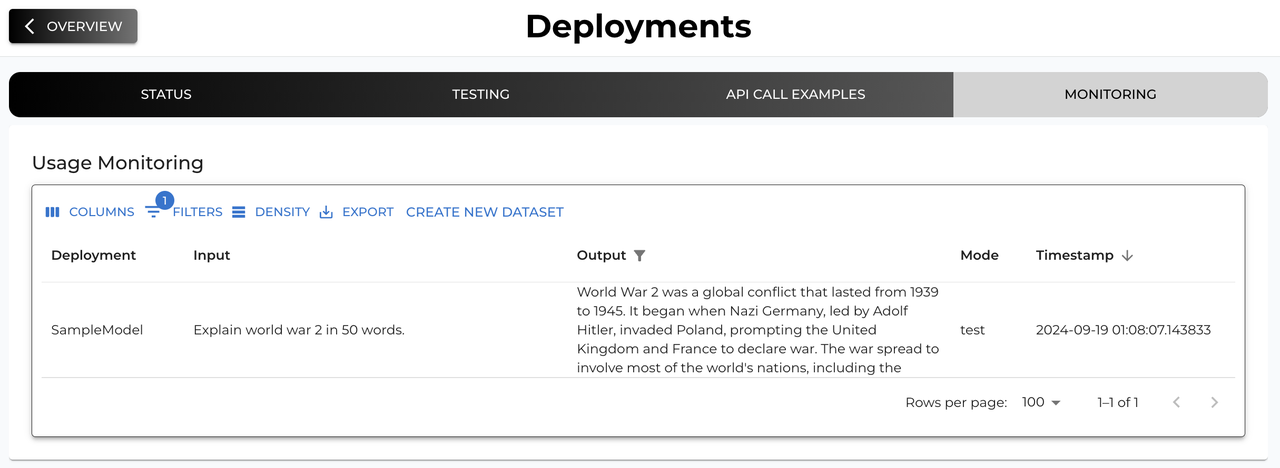 OVERVIEW
Deployments
STATUS TESTING API CALL EXAMPLES MONITORING
Usage Monitoring
COLUMNS 1 FILTERS DENSITY EXPORT CREATE NEW DATASET
Deployment Input Output Mode Timestamp
World War 2 was a global conflict that lasted from 1939
to 1945. It began when Nazi Germany, led by Adolf
SampleModel Explain world war 2 in 50 words. Hitler, invaded Poland, prompting the United test 2024-09-19 01:08:07.143833
Kingdom and France to declare war. The war spread to
involve most of the world's nations, including the
Rows per page: 100 1–1 of 1